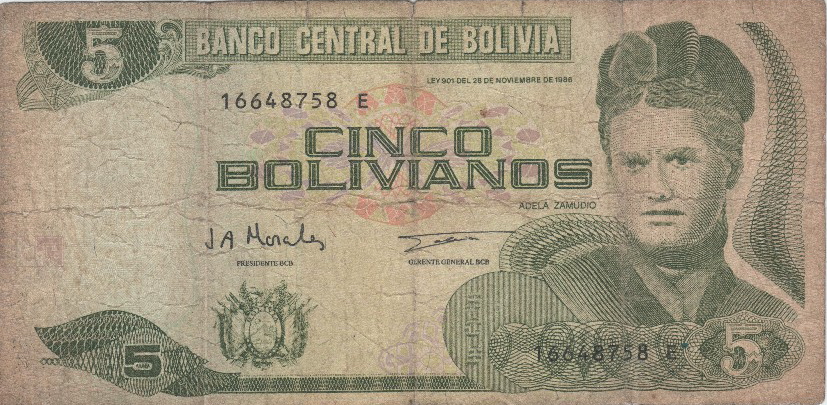 5 BANCO CENTRAL DE BOLIVIA
LEY 901 DEL 28 DE NOVIEMBRE DE 1986
16648758 E
CINCO
BOLIVIANOS
ADELA ZAMUDIO
J A Morales
PRESIDENTE BCB
GERENTE GENERAL BCB
5
16648758 E
5